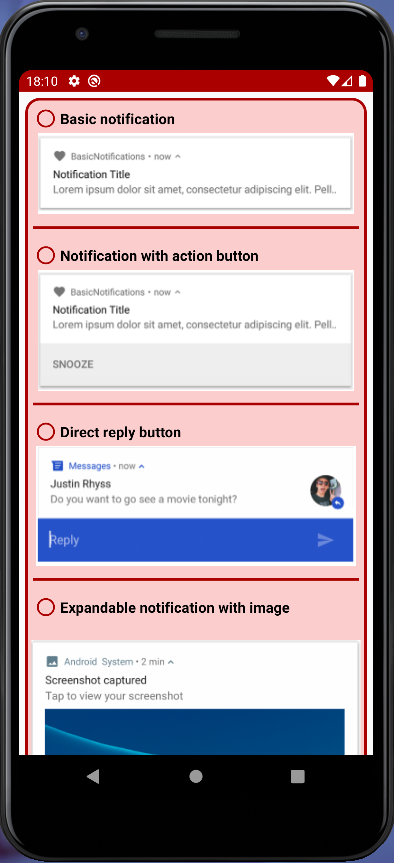 18:10
Basic notification
BasicNotifications • now
Notification Title
Lorem ipsum dolor sit amet, consectetur adipiscing elit. Pell..
Notification with action button
BasicNotifications • now
Notification Title
Lorem ipsum dolor sit amet, consectetur adipiscing elit. Pell..
SNOOZE
Direct reply button
Messages • now
Justin Rhyss
Do you want to go see a movie tonight?
Reply
Expandable notification with image
Android System • 2 min
Screenshot captured
Tap to view your screenshot